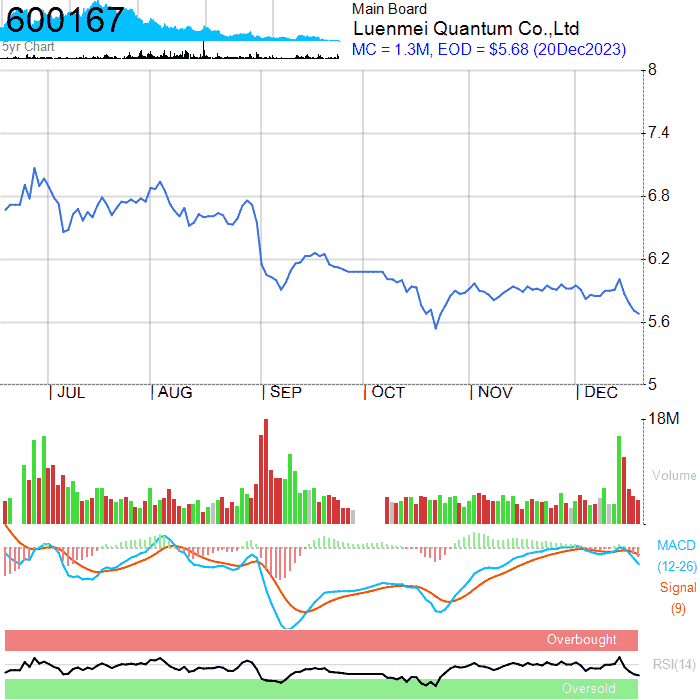 600167
5yr Chart
Main Board
Luenmei Quantum Co.,Ltd
MC = 1.3M, EOD = $5.68 (20Dec2023)
8
7.4
6.8
6.2
5.6
5
JUL AUG SEP OCT NOV DEC
18M
Volume
MACD
(12-26)
Signal
(9)
Overbought
RSI(14)
Oversold